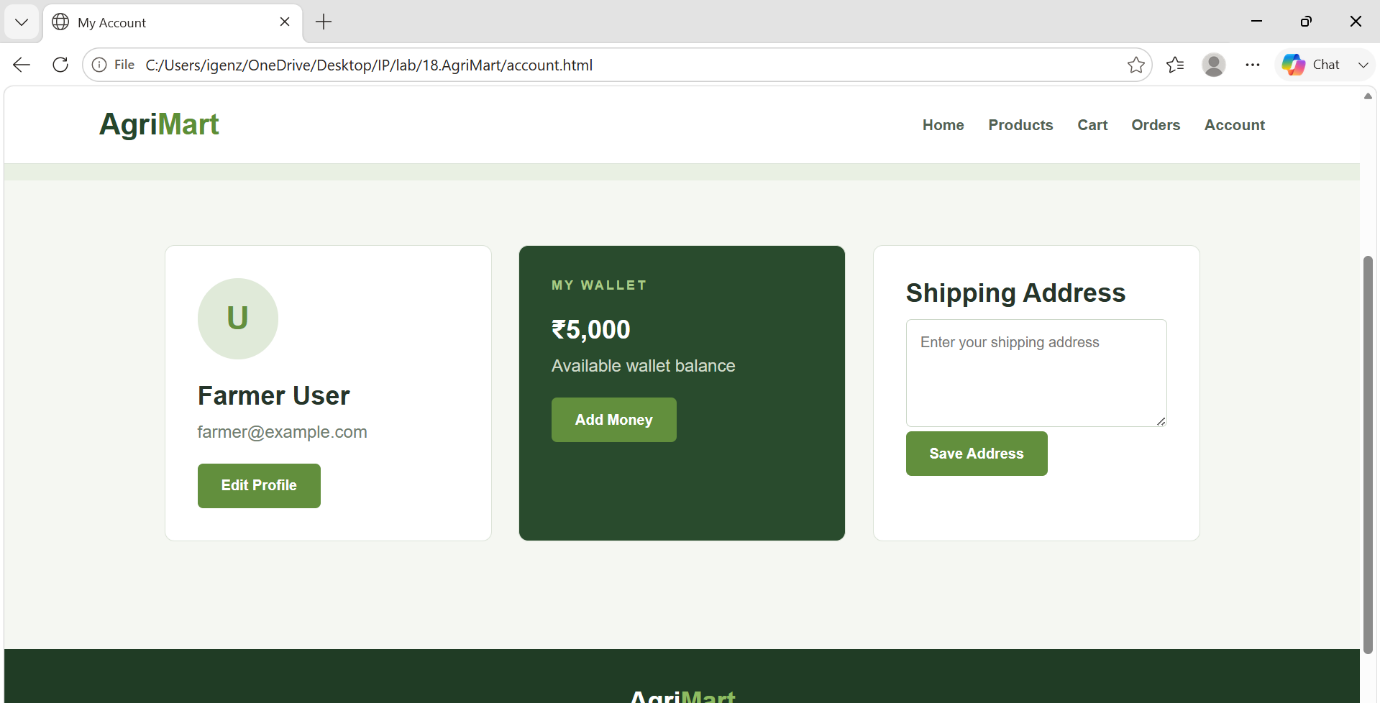 My Account
File C:/Users/igenz/OneDrive/Desktop/IP/lab/18.AgriMart/account.html
Chat
AgriMart
Home Products Cart Orders Account
U
Farmer User
farmer@example.com
Edit Profile
MY WALLET
₹5,000
Available wallet balance
Add Money
Shipping Address
Enter your shipping address
Save Address
AgriMart